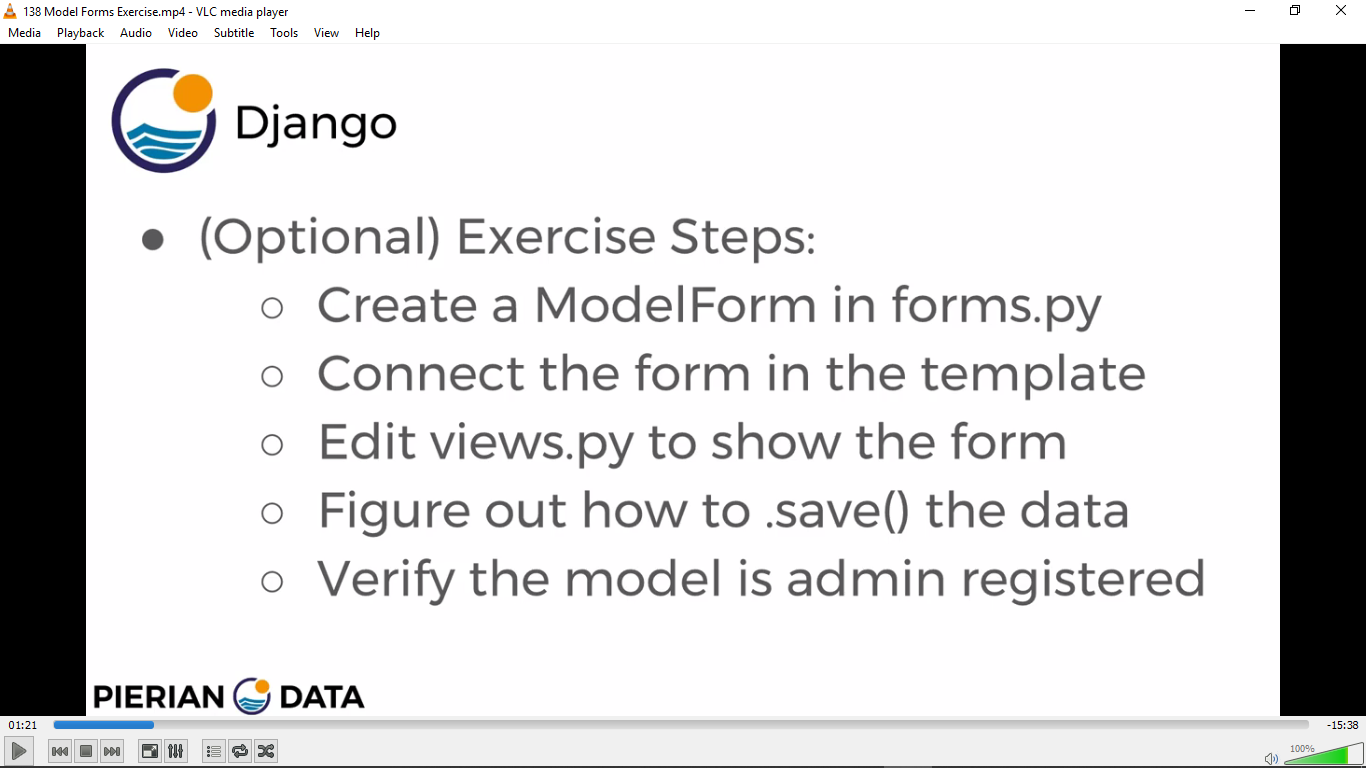 138 Model Forms Exercise.mp4 - VLC media player
Media Playback Audio Video Subtitle Tools View Help
Django
● (Optional) Exercise Steps:
○ Create a ModelForm in forms.py
○ Connect the form in the template
○ Edit views.py to show the form
○ Figure out how to .save() the data
○ Verify the model is admin registered
PIERIAN DATA
01:21 -15:38
100%